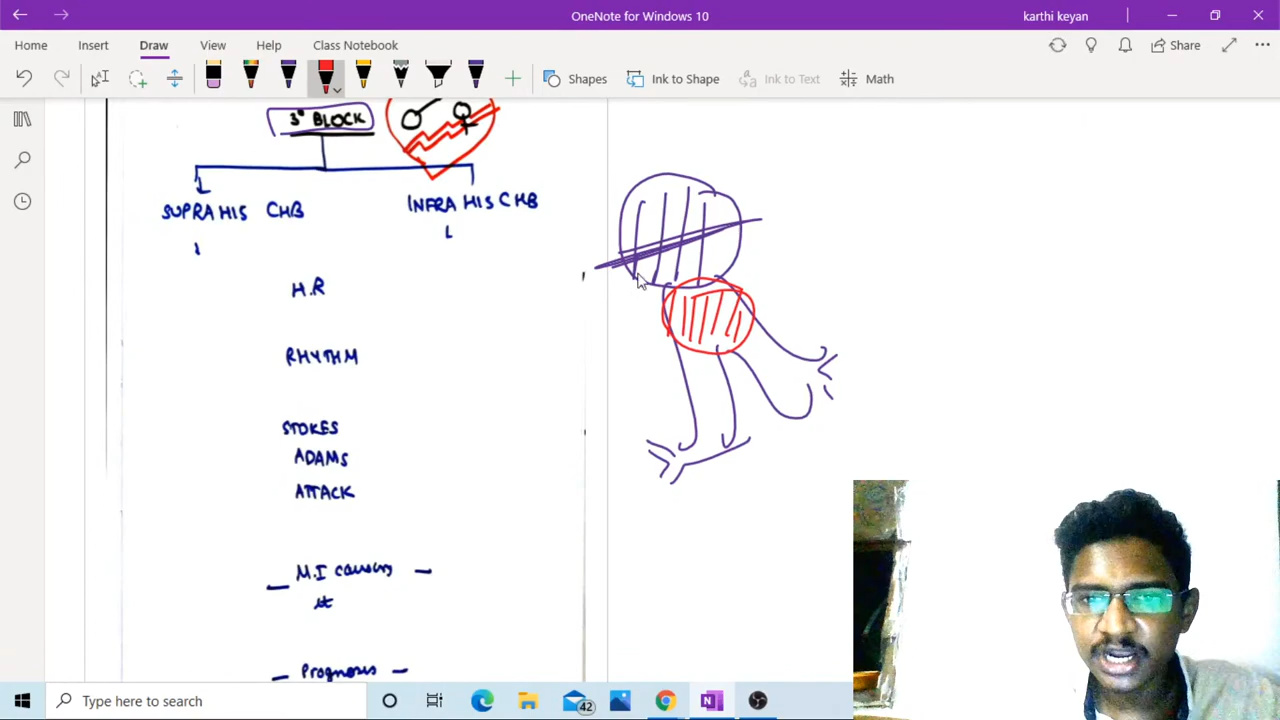 OneNote for Windows 10
karthi keyan
Home Insert Draw View Help Class Notebook
Share
Shapes Ink to Shape Ink to Text Math
3° BLOCK
SUPRA HIS CHB
INFRA HIS CHB
H.R
RHYTHM
STOKES
ADAMS
ATTACK
M.I causing
it
Prognosis
Type here to search
42